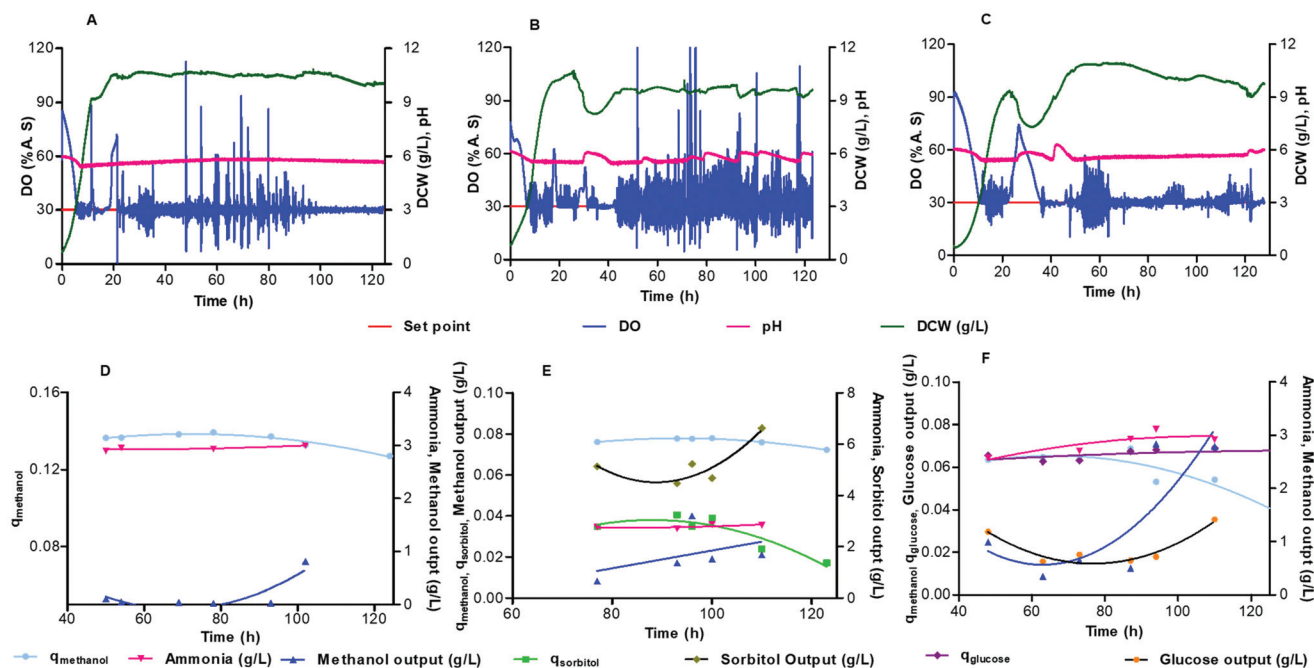 A
B
C
DO (% A. S)
120
90
60
30
0
12
9
6
3
0
DCW (g/L), pH
0 20 40 60 80 100 120
Time (h)
DO (% A. S)
120
90
60
30
0
12
9
6
3
0
DCW (g/L), pH
0 20 40 60 80 100 120
Time (h)
DO (% A. S)
120
90
60
30
0
12
9
6
3
0
DCW (g/L), pH
0 20 40 60 80 100 120
Time (h)
Set point DO pH DCW (g/L)
D
E
F
qmethanol
0.16
0.12
0.08
4
3
2
1
0
Ammonia, Methanol outpt (g/L)
40 60 80 100 120
Time (h)
qmethanol, qsorbitol, Methanol output (g/L)
0.10
0.08
0.06
0.04
0.02
0.00
8
6
4
2
0
Ammonia, Sorbitol outpt (g/L)
60 80 100 120
Time (h)
qmethanol qglucose, Glucose output (g/L)
0.10
0.08
0.06
0.04
0.02
0.00
4
3
2
1
0
Ammonia, Methanol outpt (g/L)
40 60 80 100 120
Time (h)
qmethanol Ammonia (g/L) Methanol output (g/L) qsorbitol Sorbitol Output (g/L) qglucose Glucose output (g/L)